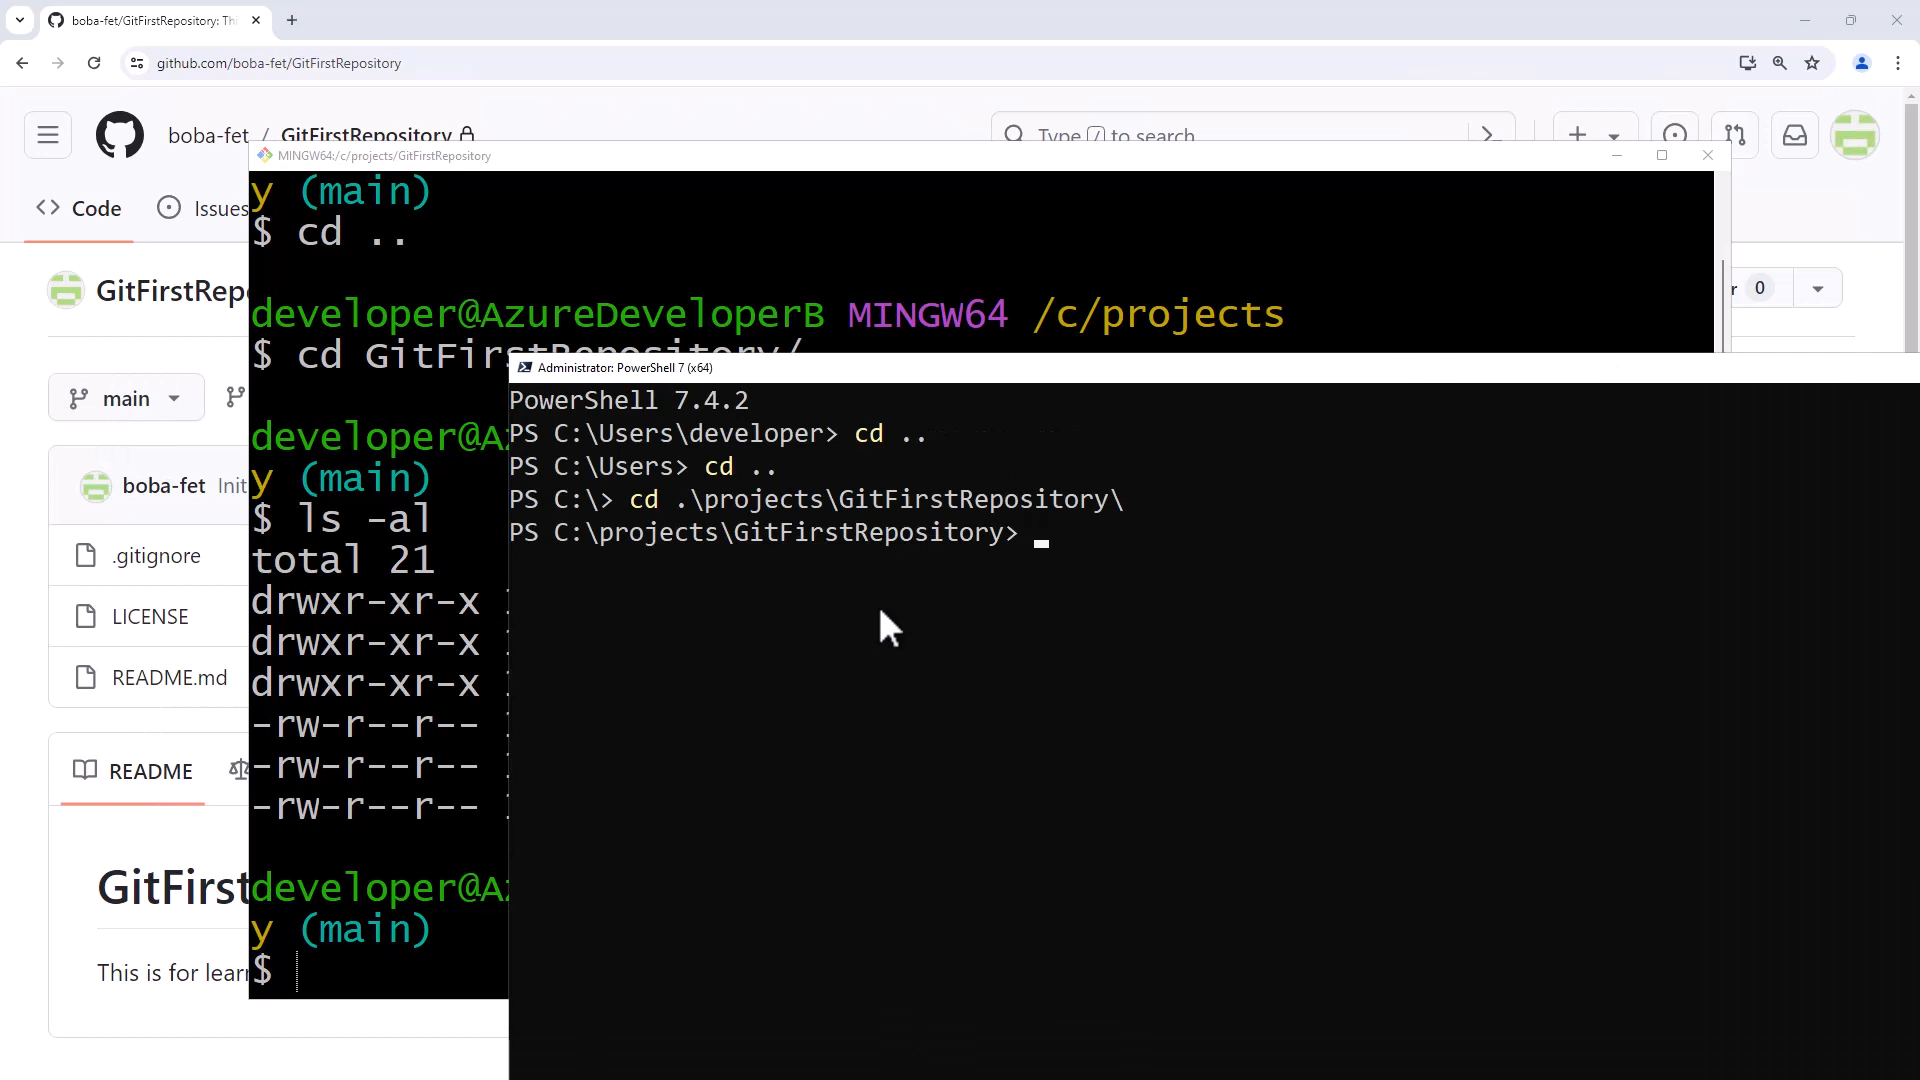 boba-fet/GitFirstRepository: Thi
github.com/boba-fet/GitFirstRepository
boba-fet / GitFirstRepository
Type / to search
Code
Issues
GitFirstRep
r 0
main
boba-fet Init
.gitignore
LICENSE
README.md
README
GitFirst
This is for lear
MINGW64:/c/projects/GitFirstRepository
y (main)
$ cd ..
developer@AzureDeveloperB MINGW64 /c/projects
$ cd GitFirstRepository/
developer@Az
y (main)
$ ls -al
total 21
drwxr-xr-x
drwxr-xr-x
drwxr-xr-x
-rw-r--r--
-rw-r--r--
-rw-r--r--
developer@Az
y (main)
$
Administrator: PowerShell 7 (x64)
PowerShell 7.4.2
PS C:\Users\developer> cd ..
PS C:\Users> cd ..
PS C:\> cd .\projects\GitFirstRepository\
PS C:\projects\GitFirstRepository>